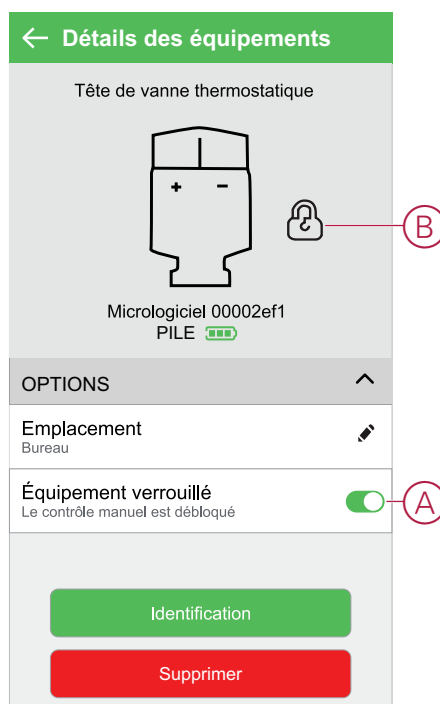 ← Détails des équipements
Tête de vanne thermostatique
+ -
B
Micrologiciel 00002ef1
PILE
OPTIONS
Emplacement
Bureau
Équipement verrouillé
Le contrôle manuel est débloqué
A
Identification
Supprimer